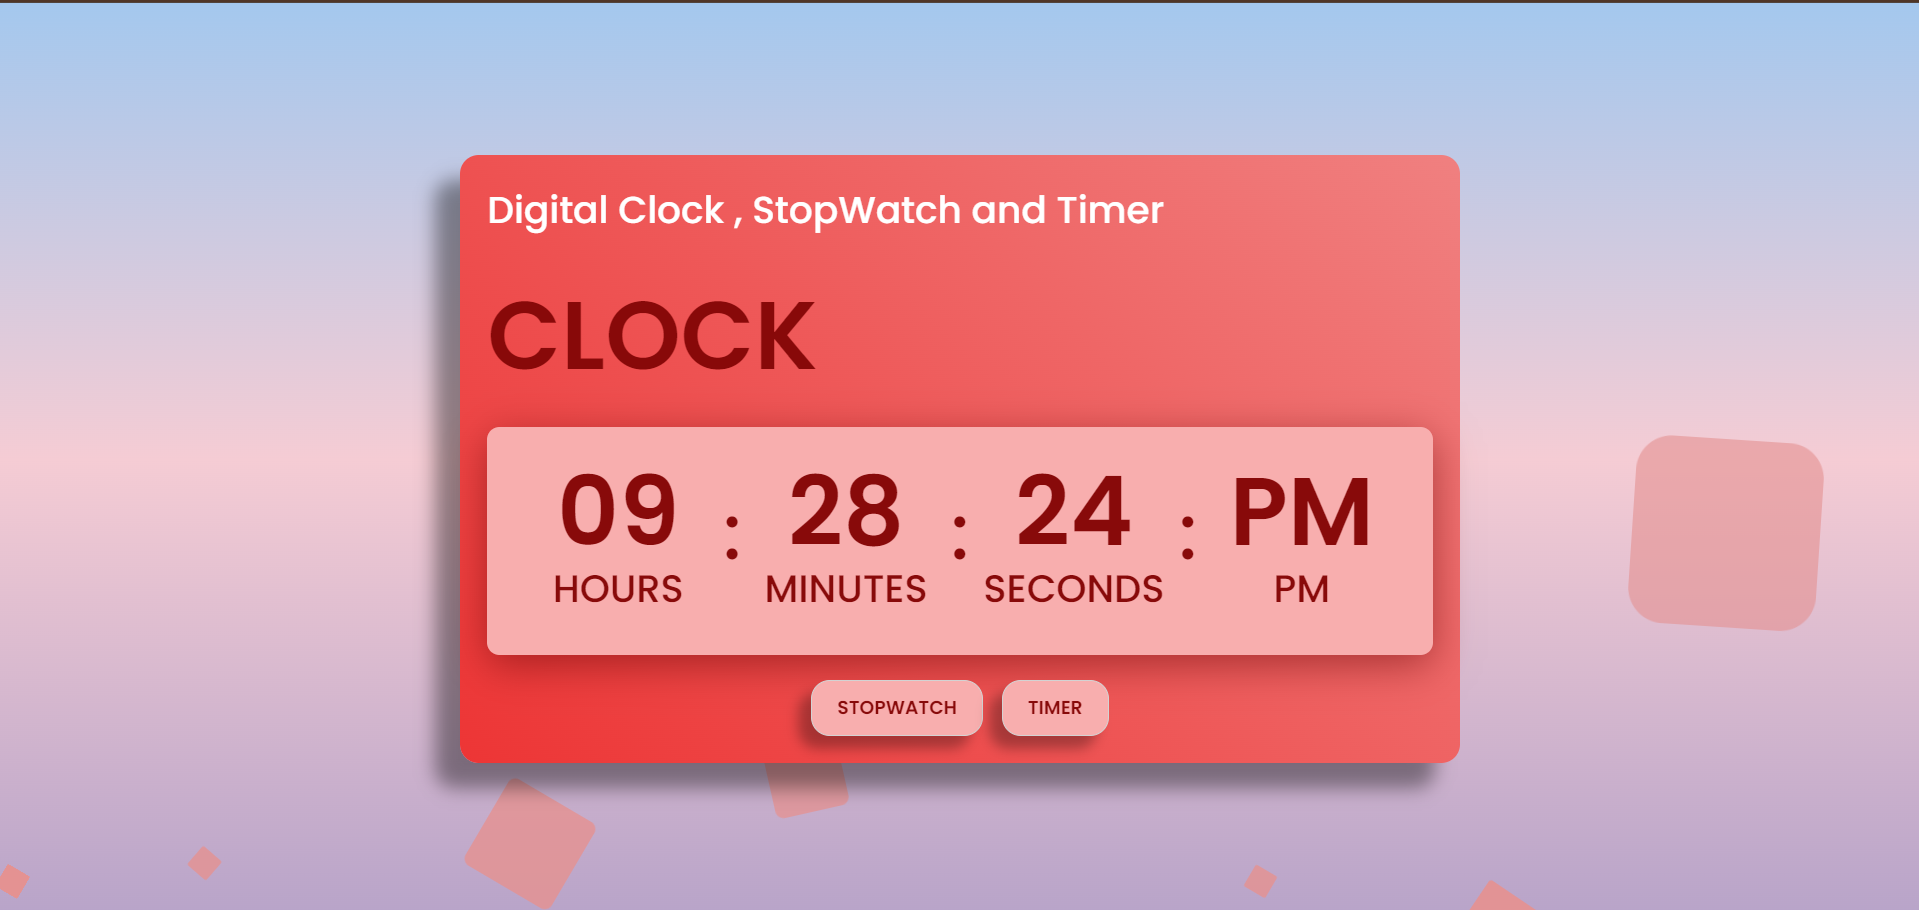 Digital Clock , StopWatch and Timer
CLOCK
09 : 28 : 24 : PM
HOURS MINUTES SECONDS PM
STOPWATCH TIMER